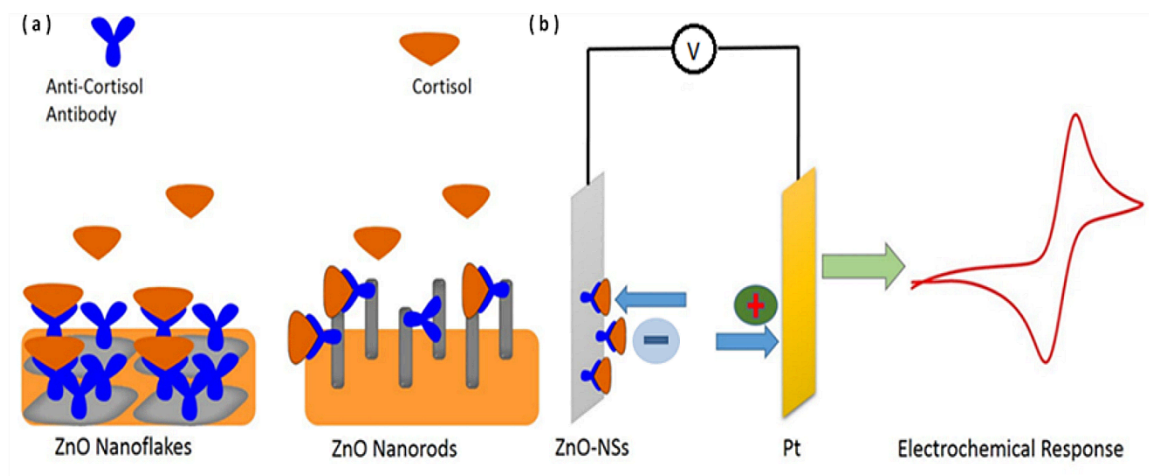 ( a )
( b )
V
Anti-Cortisol
Antibody
Cortisol
ZnO Nanoflakes
ZnO Nanorods
ZnO-NSs
Pt
Electrochemical Response